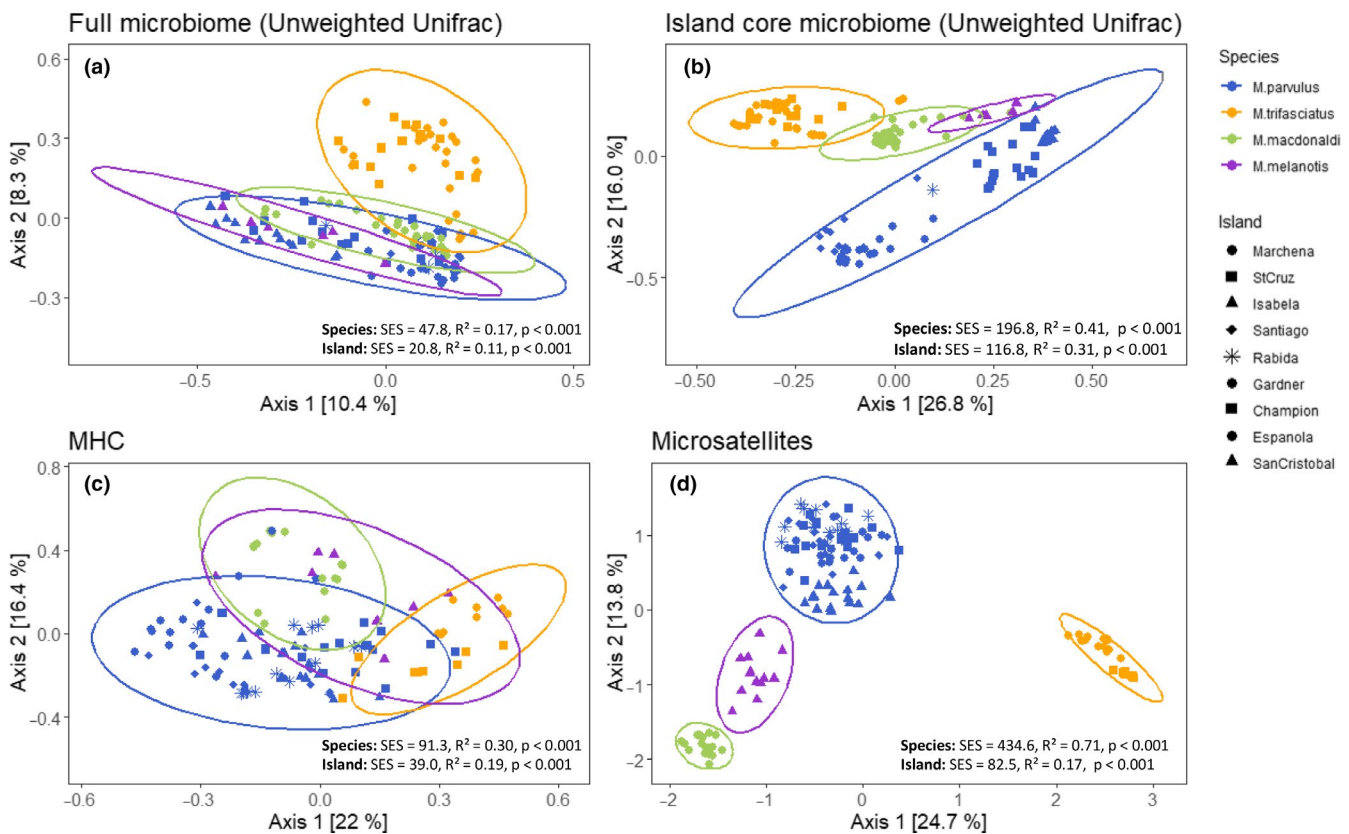 Full microbiome (Unweighted Unifrac)
(a)
Axis 2 [8.3 %]
0.6
0.3
0.0
−0.3
Species: SES = 47.8, R² = 0.17, p < 0.001
Island: SES = 20.8, R² = 0.11, p < 0.001
−0.5
0.0
0.5
Axis 1 [10.4 %]
Island core microbiome (Unweighted Unifrac)
(b)
Axis 2 [16.0 %]
0.0
−0.5
Species: SES = 196.8, R² = 0.41, p < 0.001
Island: SES = 116.8, R² = 0.31, p < 0.001
−0.50
−0.25
0.00
0.25
0.50
Axis 1 [26.8 %]
Species
M.parvulus
M.trifasciatus
M.macdonaldi
M.melanotis
Island
Marchena
StCruz
Isabela
Santiago
Rabida
Gardner
Champion
Espanola
SanCristobal
MHC
(c)
Axis 2 [16.4 %]
0.8
0.4
0.0
−0.4
Species: SES = 91.3, R² = 0.30, p < 0.001
Island: SES = 39.0, R² = 0.19, p < 0.001
−0.6
−0.3
0.0
0.3
0.6
Axis 1 [22 %]
Microsatellites
(d)
Axis 2 [13.8 %]
1
0
−1
−2
Species: SES = 434.6, R² = 0.71, p < 0.001
Island: SES = 82.5, R² = 0.17, p < 0.001
−2
−1
0
1
2
3
Axis 1 [24.7 %]